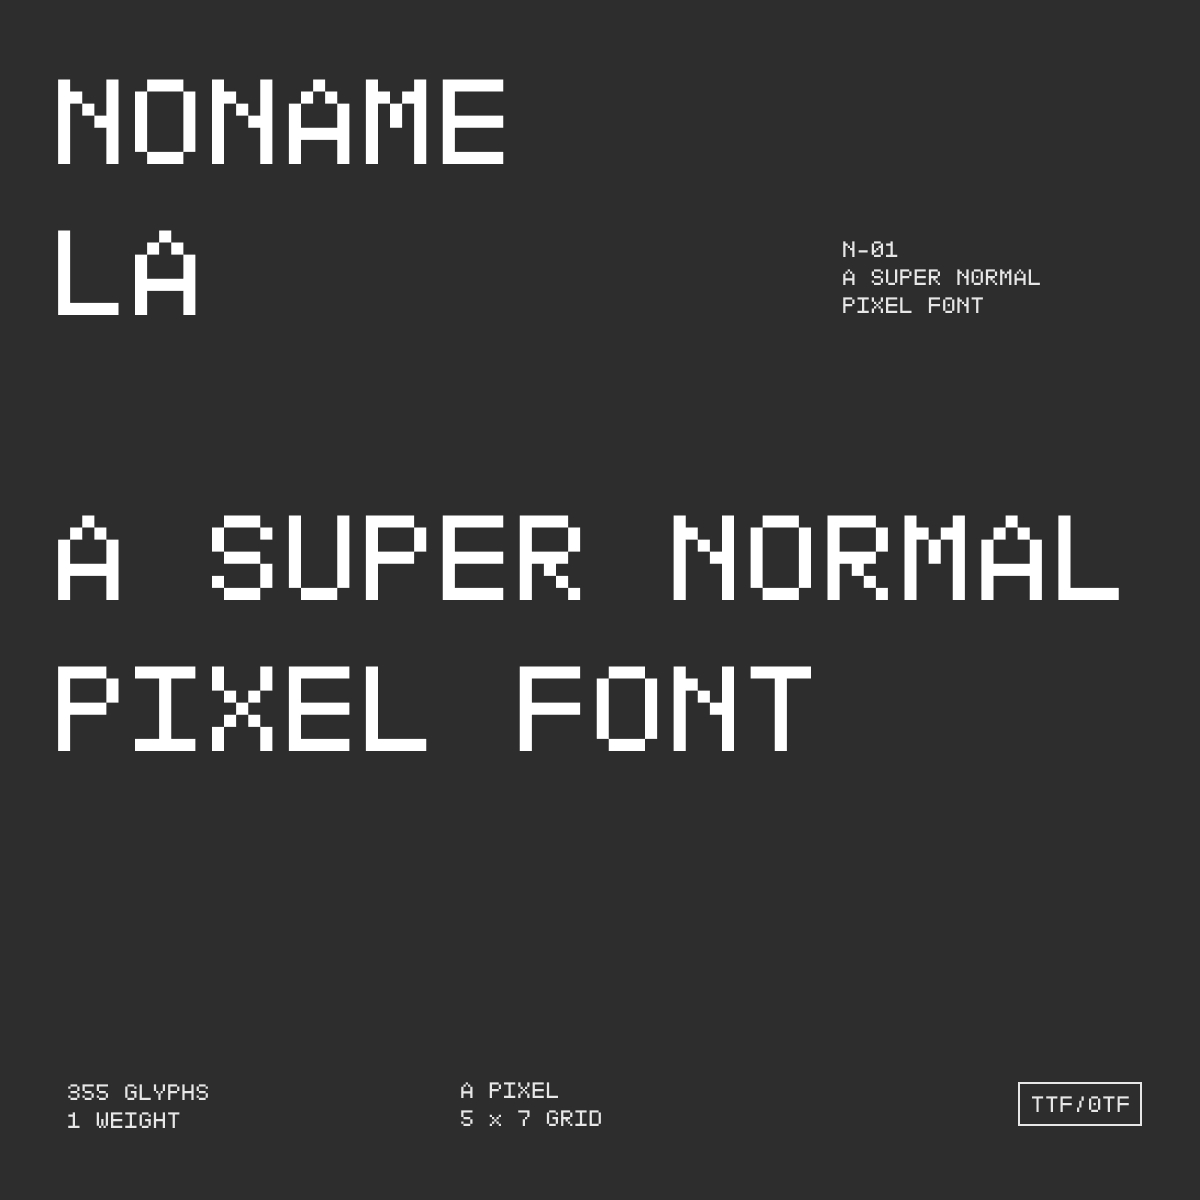 NONAME
LA
N-01
A SUPER NORMAL
PIXEL FONT
A SUPER NORMAL
PIXEL FONT
355 GLYPHS
1 WEIGHT
A PIXEL
5 x 7 GRID
TTF/OTF